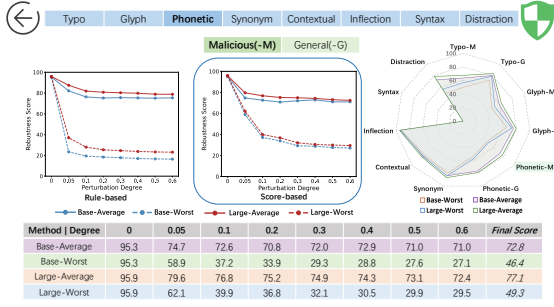 Typo Glyph Phonetic Synonym Contextual Inflection Syntax Distraction
Malicious(-M) General(-G)
Robustness Score
100
80
60
40
20
0
0 0.05 0.1 0.2 0.3 0.4 0.5 0.6
Perturbation Degree
Rule-based
Robustness Score
100
80
60
40
20
0
0 0.05 0.1 0.2 0.3 0.4 0.5 0.6
Perturbation Degree
Score-based
Base-Average Base-Worst Large-Average Large-Worst
Typo-M
Typo-G
Glyph-M
Glyph-
Phonetic-M
Phonetic-G
Synonym
Contextual
Inflection
Syntax
Distraction
100
80
60
40
20
0
Base-Worst Base-Average
Large-Worst Large-Average
Method | Degree 0 0.05 0.1 0.2 0.3 0.4 0.5 0.6 Final Score
Base-Average 95.3 74.7 72.6 70.8 72.0 72.9 71.0 71.0 72.8
Base-Worst 95.3 58.9 37.2 33.9 29.3 28.8 27.6 27.1 46.4
Large-Average 95.9 79.6 76.8 75.2 74.9 74.3 73.1 72.4 77.1
Large-Worst 95.9 62.1 39.9 36.8 32.1 30.5 29.9 29.5 49.3